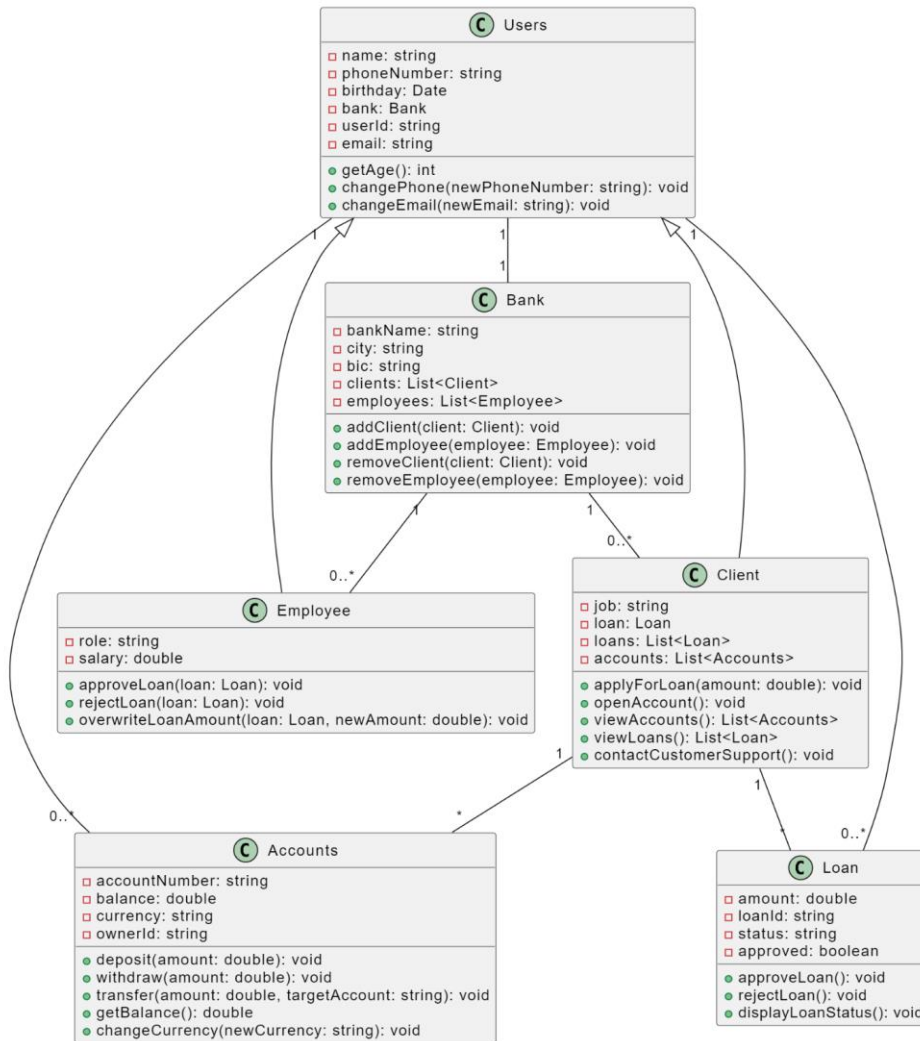 C Users
name: string
phoneNumber: string
birthday: Date
bank: Bank
userId: string
email: string
getAge(): int
changePhone(newPhoneNumber: string): void
changeEmail(newEmail: string): void
1
1
1
1
C Bank
bankName: string
city: string
bic: string
clients: List<Client>
employees: List<Employee>
addClient(client: Client): void
addEmployee(employee: Employee): void
removeClient(client: Client): void
removeEmployee(employee: Employee): void
1
1
0..*
0..*
C Employee
role: string
salary: double
approveLoan(loan: Loan): void
rejectLoan(loan: Loan): void
overwriteLoanAmount(loan: Loan, newAmount: double): void
C Client
job: string
loan: Loan
loans: List<Loan>
accounts: List<Accounts>
applyForLoan(amount: double): void
openAccount(): void
viewAccounts(): List<Accounts>
viewLoans(): List<Loan>
contactCustomerSupport(): void
1
1
0..*
*
*
0..*
C Accounts
accountNumber: string
balance: double
currency: string
ownerId: string
deposit(amount: double): void
withdraw(amount: double): void
transfer(amount: double, targetAccount: string): void
getBalance(): double
changeCurrency(newCurrency: string): void
C Loan
amount: double
loanId: string
status: string
approved: boolean
approveLoan(): void
rejectLoan(): void
displayLoanStatus(): void